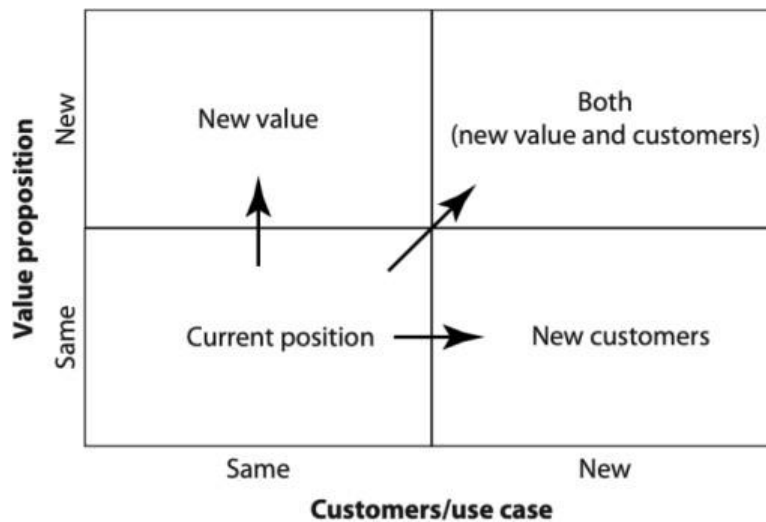 Value proposition
New
Same
New value
Both
(new value and customers)
Current position
New customers
Same
New
Customers/use case